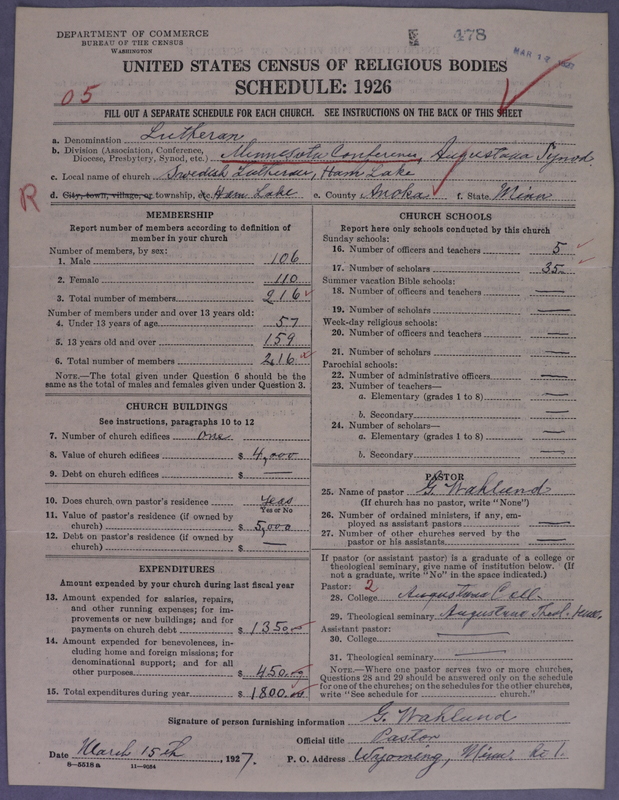 DEPARTMENT OF COMMERCE
BUREAU OF THE CENSUS
WASHINGTON
478
MAR 17 1927
UNITED STATES CENSUS OF RELIGIOUS BODIES
SCHEDULE: 1926
05
FILL OUT A SEPARATE SCHEDULE FOR EACH CHURCH. SEE INSTRUCTIONS ON THE BACK OF THIS SHEET
a. Denomination Lutheran
b. Division (Association, Conference, Diocese, Presbytery, Synod, etc.) Minnesota Conference, Augustana Synod.
c. Local name of church Swedish Lutheran, Ham Lake
R
d. City, town, village, or township, etc. Ham Lake e. County Anoka f. State Minn
MEMBERSHIP
Report number of members according to definition of
member in your church
Number of members, by sex:
1. Male 106
2. Female 110
3. Total number of members 216
Number of members under and over 13 years old:
4. Under 13 years of age 57
5. 13 years old and over 159
6. Total number of members 216
NOTE.—The total given under Question 6 should be the
same as the total of males and females given under Question 3.
CHURCH BUILDINGS
See instructions, paragraphs 10 to 12
7. Number of church edifices one
8. Value of church edifices $ 4,000
9. Debt on church edifices $ —
10. Does church own pastor's residence Yeas
Yes or No
11. Value of pastor's residence (if owned by
church) $ 5,000
12. Debt on pastor's residence (if owned by
church) $ —
EXPENDITURES
Amount expended by your church during last fiscal year
13. Amount expended for salaries, repairs,
and other running expenses; for im-
provements or new buildings; and for
payments on church debt $ 1350.00
14. Amount expended for benevolences, in-
cluding home and foreign missions; for
denominational support; and for all
other purposes $ 450.00
15. Total expenditures during year $ 1800.00
CHURCH SCHOOLS
Report here only schools conducted by this church
Sunday schools:
16. Number of officers and teachers 5
17. Number of scholars 35
Summer vacation Bible schools:
18. Number of officers and teachers —
19. Number of scholars —
Week-day religious schools:
20. Number of officers and teachers —
21. Number of scholars —
Parochial schools:
22. Number of administrative officers —
23. Number of teachers—
a. Elementary (grades 1 to 8) —
b. Secondary —
24. Number of scholars—
a. Elementary (grades 1 to 8) —
b. Secondary —
PASTOR
25. Name of pastor G. Wahlund
(If church has no pastor, write "None")
26. Number of ordained ministers, if any, em-
ployed as assistant pastors —
27. Number of other churches served by the
pastor or his assistants —
If pastor (or assistant pastor) is a graduate of a college or
theological seminary, give name of institution below. (If
not a graduate, write "No" in the space indicated.)
Pastor: 2
28. College Augustana Coll.
29. Theological seminary Augustana Theol.
Assistant pastor:
30. College —
31. Theological seminary —
NOTE.—Where one pastor serves two or more churches,
Questions 28 and 29 should be answered only on the schedule
for one of the churches; on the schedules for the other churches,
write "See schedule for church."
Signature of person furnishing information G. Wahlund
Official title Pastor
Date March 15th, 1927. P. O. Address Wyoming, Minn. Ro 1.
8—5518a 11—9084